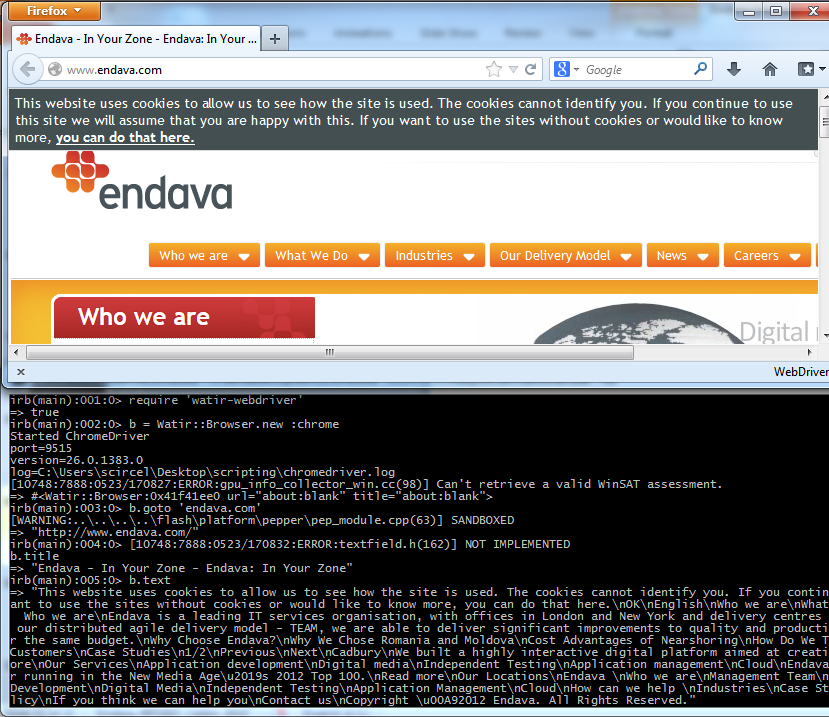 Firefox
Endava - In Your Zone - Endava: In Your ...
www.endava.com
Google
This website uses cookies to allow us to see how the site is used. The cookies cannot identify you. If you continue to use
this site we will assume that you are happy with this. If you want to use the sites without cookies or would like to know
more, you can do that here.
endava
Who we are
What We Do
Industries
Our Delivery Model
News
Careers
Who we are
Digital
WebDriver
irb(main):001:0> require 'watir-webdriver'
=> true
irb(main):002:0> b = Watir::Browser.new :chrome
Started ChromeDriver
port=9515
version=26.0.1383.0
log=C:\Users\scircel\Desktop\scripting\chromedriver.log
[10748:7888:0523/170827:ERROR:gpu_info_collector_win.cc(98)] Can't retrieve a valid WinSAT assessment.
=> #<Watir::Browser:0x41f41ee0 url="about:blank" title="about:blank">
irb(main):003:0> b.goto 'endava.com'
[WARNING:..\..\..\..\flash\platform\pepper\pep_module.cpp(63)] SANDBOXED
=> "http://www.endava.com/"
irb(main):004:0> [10748:7888:0523/170832:ERROR:textfield.h(162)] NOT IMPLEMENTED
b.title
=> "Endava - In Your Zone - Endava: In Your Zone"
irb(main):005:0> b.text
=> "This website uses cookies to allow us to see how the site is used. The cookies cannot identify you. If you contin
ant to use the sites without cookies or would like to know more, you can do that here.\nOK\nEnglish\nWho we are\nWhat
Who we are\nEndava is a leading IT services organisation, with offices in London and New York and delivery centres
our distributed agile delivery model - TEAM, we are able to deliver significant improvements to quality and producti
r the same budget.\nWhy Choose Endava?\nWhy We Chose Romania and Moldova\nCost Advantages of Nearshoring\nHow Do We T
Customers\nCase Studies\n1/2\nPrevious\nNext\nCadbury\nWe built a highly interactive digital platform aimed at creati
ore\nOur Services\nApplication development\nDigital media\nIndependent Testing\nApplication management\nCloud\nEndava
r running in the New Media Age\u2019s 2012 Top 100.\nRead more\nOur Locations\nEndava \nWho we are\nManagement Team\n
Development\nDigital Media\nIndependent Testing\nApplication Management\nCloud\nHow can we help \nIndustries\nCase St
licy\nIf you think we can help you\nContact us\nCopyright \u00A92012 Endava. All Rights Reserved."